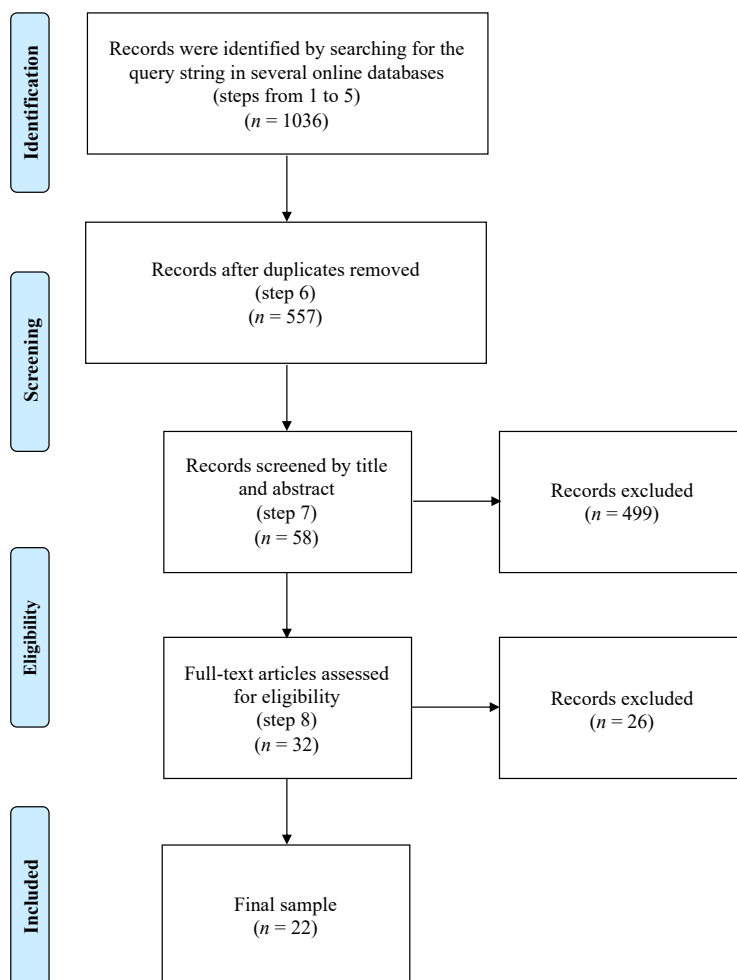 Identification
Records were identified by searching for the
query string in several online databases
(steps from 1 to 5)
(n = 1036)
Screening
Records after duplicates removed
(step 6)
(n = 557)
Records screened by title
and abstract
(step 7)
(n = 58)
Records excluded
(n = 499)
Eligibility
Full-text articles assessed
for eligibility
(step 8)
(n = 32)
Records excluded
(n = 26)
Included
Final sample
(n = 22)